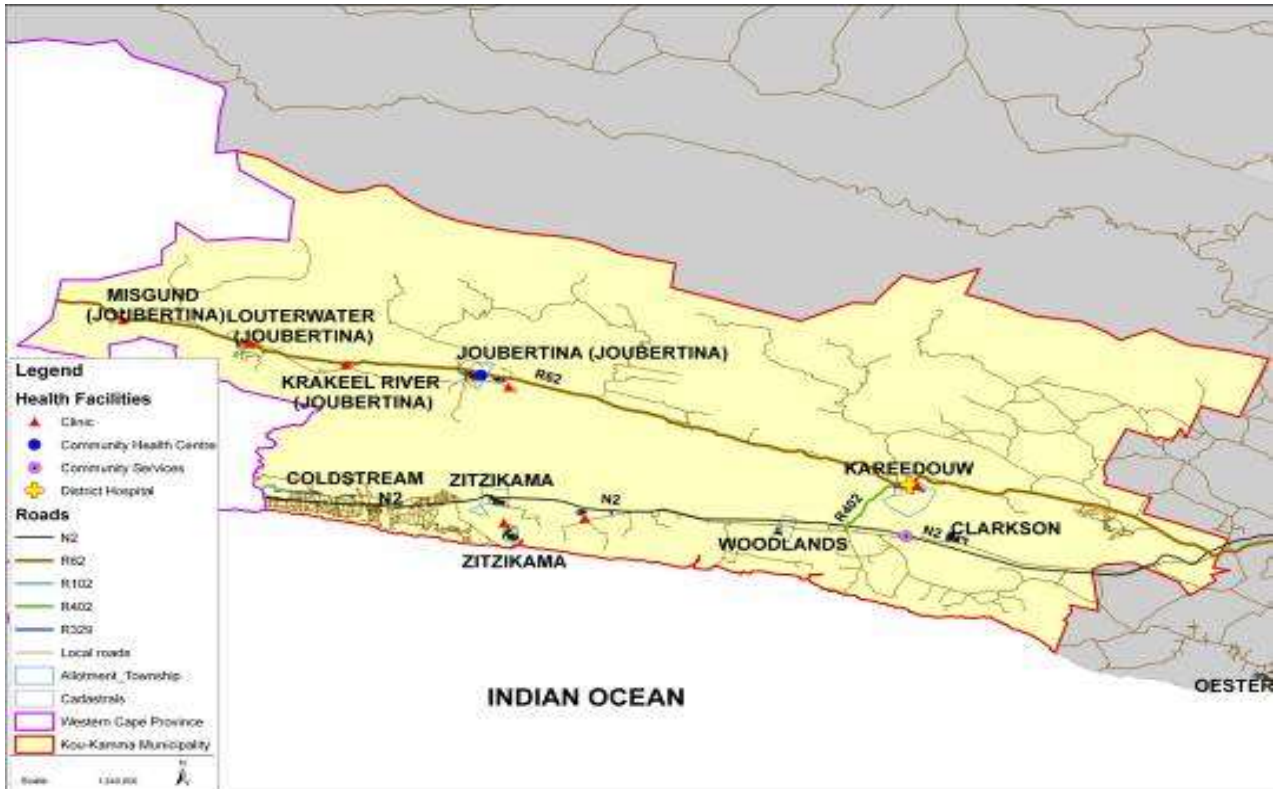 MISGUND
(JOUBERTINA)
LOUTERWATER
(JOUBERTINA)
JOUBERTINA (JOUBERTINA)
R62
KRAKEEL RIVER
(JOUBERTINA)
COLDSTREAM
N2
ZITZIKAMA
N2
KAREEDOUW
R402
N2
CLARKSON
WOODLANDS
ZITZIKAMA
INDIAN OCEAN
OESTER
Legend
Health Facilities
Clinic
Community Health Centre
Community Services
District Hospital
Roads
N2
R62
R102
R402
R329
Local roads
Allotment_Township
Cadastrals
Western Cape Province
Kou-Kamma Municipality
N
Scale: